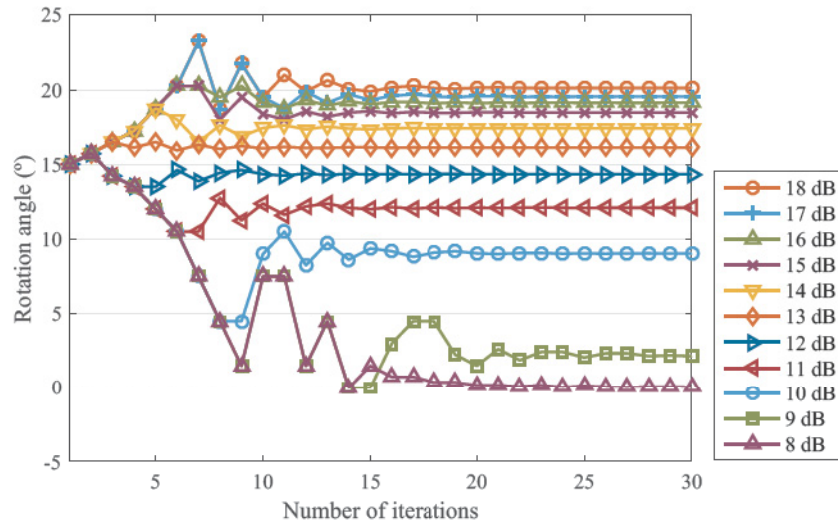 25
20
15
10
5
0
-5
5
10
15
20
25
30
Rotation angle (º)
Number of iterations
18 dB
17 dB
16 dB
15 dB
14 dB
13 dB
12 dB
11 dB
10 dB
9 dB
8 dB